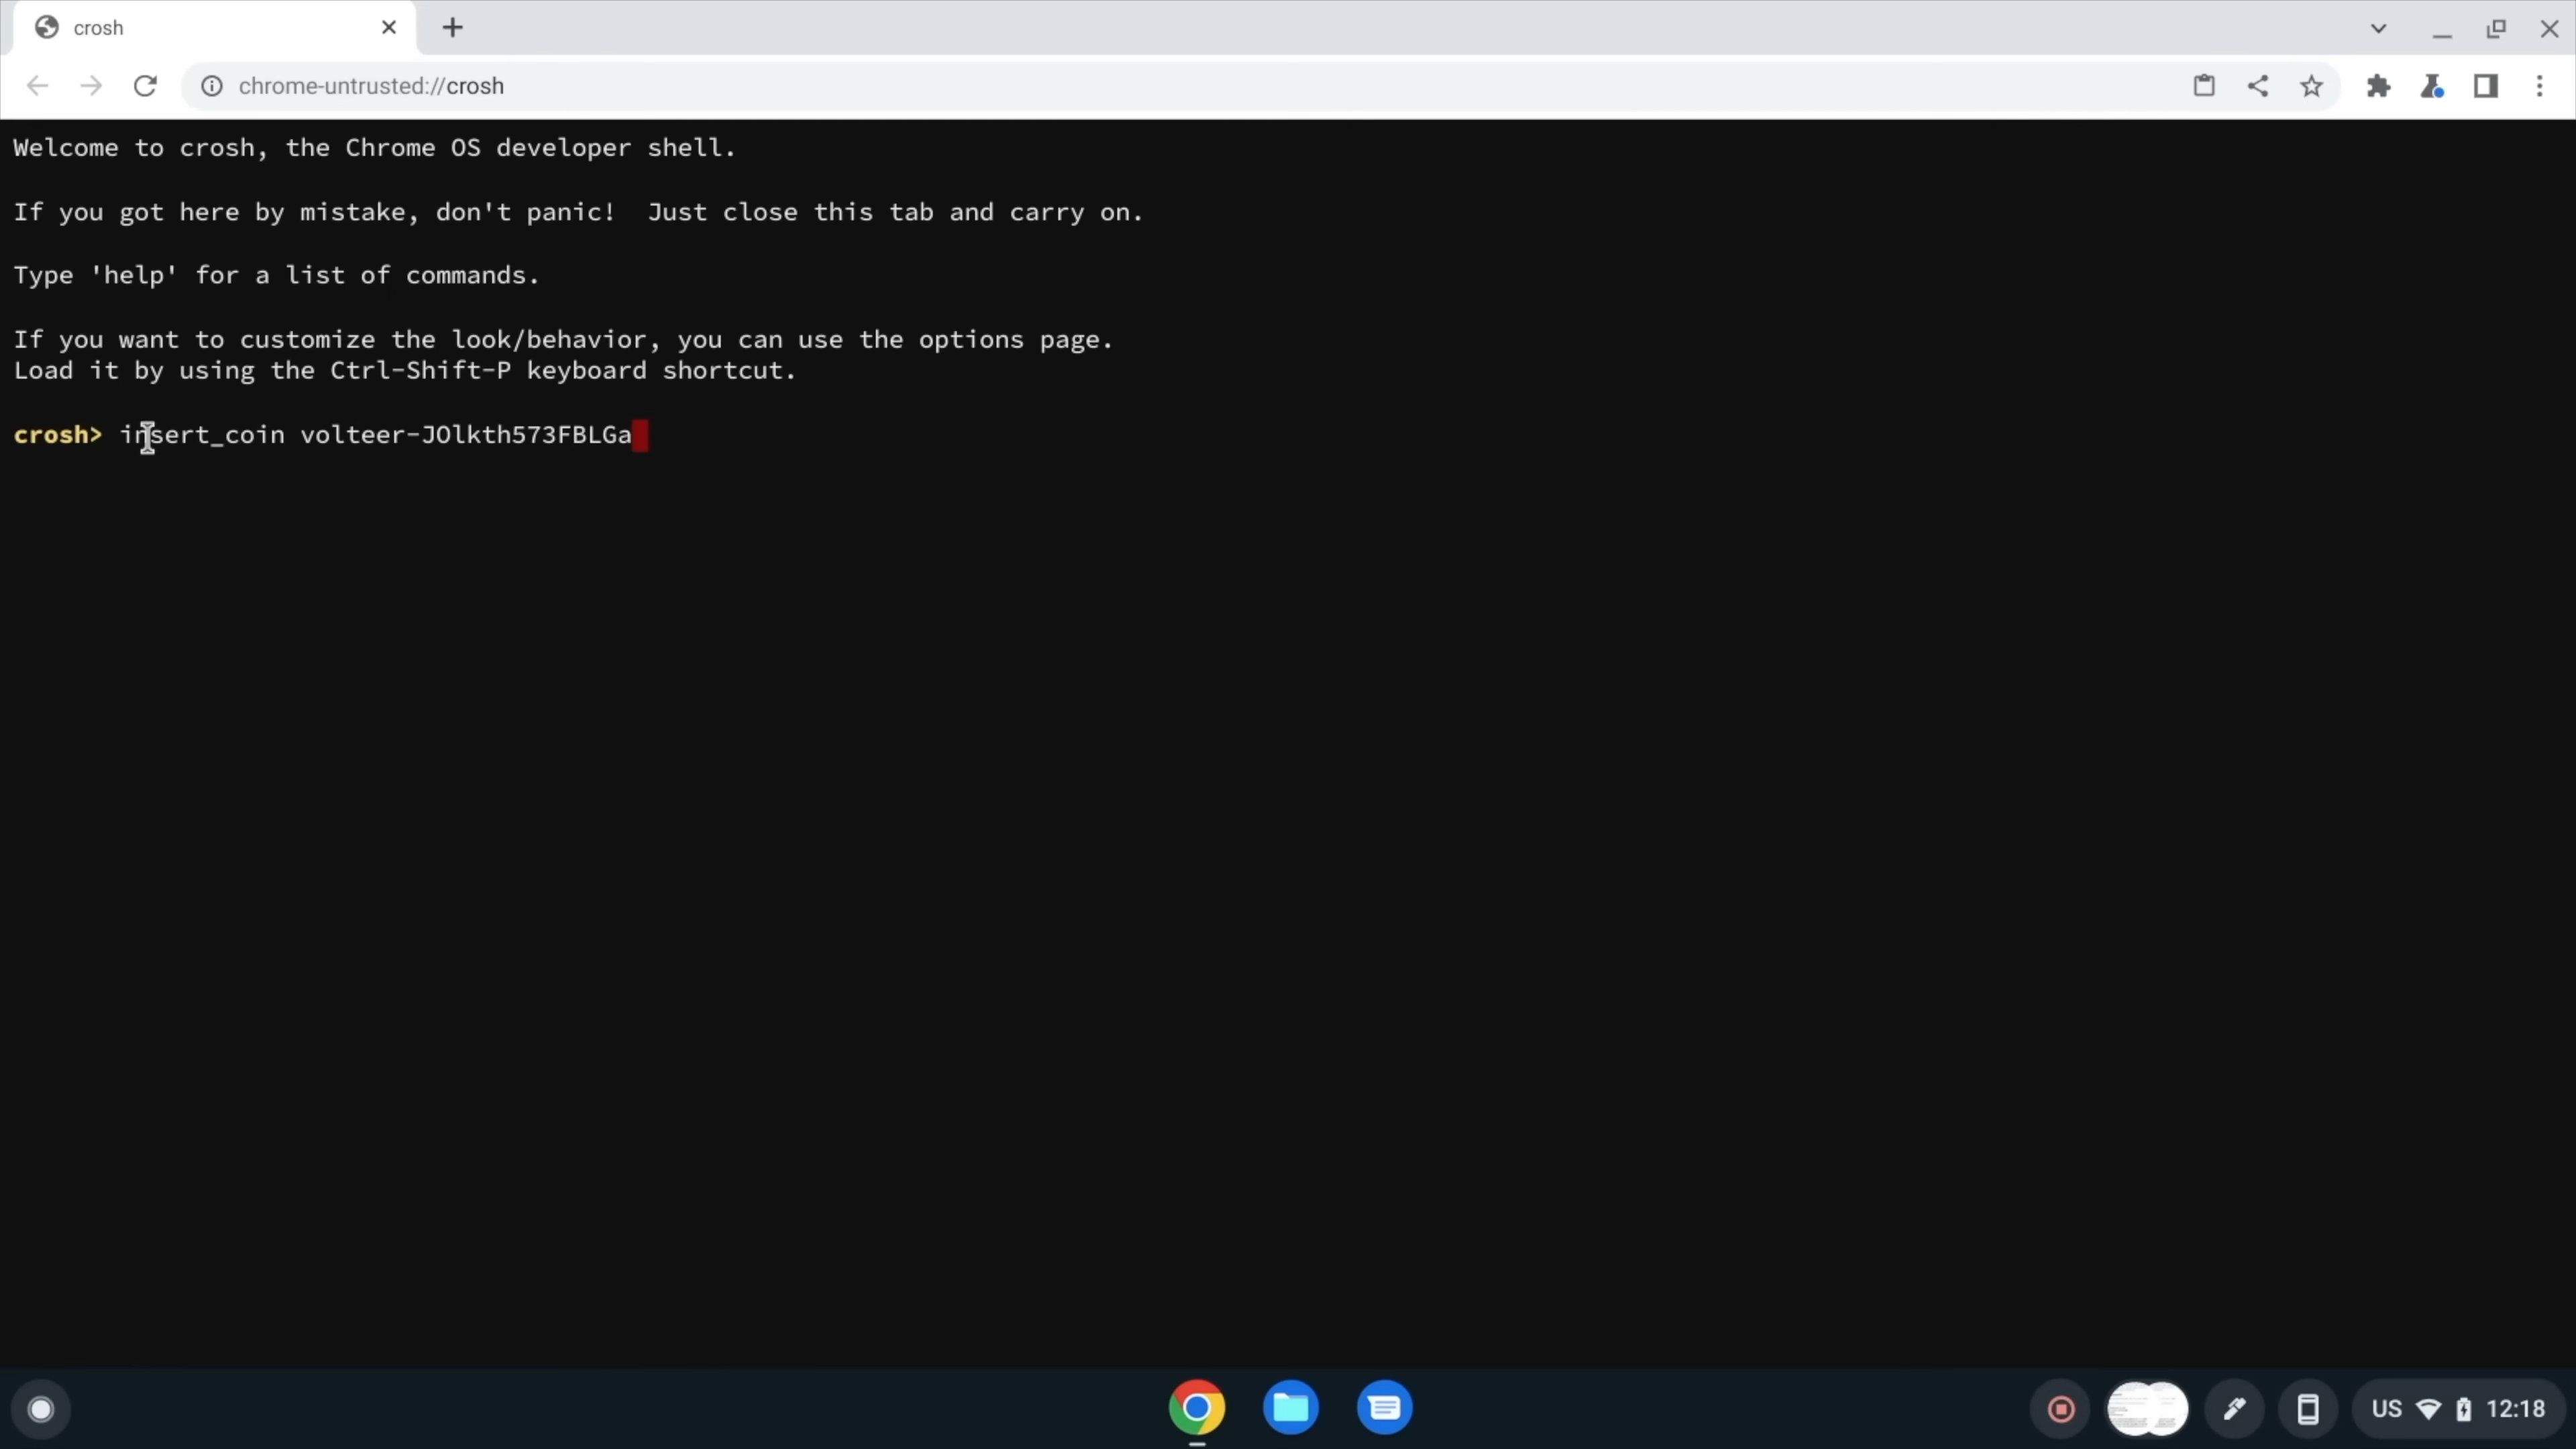 crosh
chrome-untrusted://crosh
Welcome to crosh, the Chrome OS developer shell.
If you got here by mistake, don't panic!  Just close this tab and carry on.
Type 'help' for a list of commands.
If you want to customize the look/behavior, you can use the options page.
Load it by using the Ctrl-Shift-P keyboard shortcut.
crosh> insert_coin volteer-JOlkth573FBLGa
US 12:18